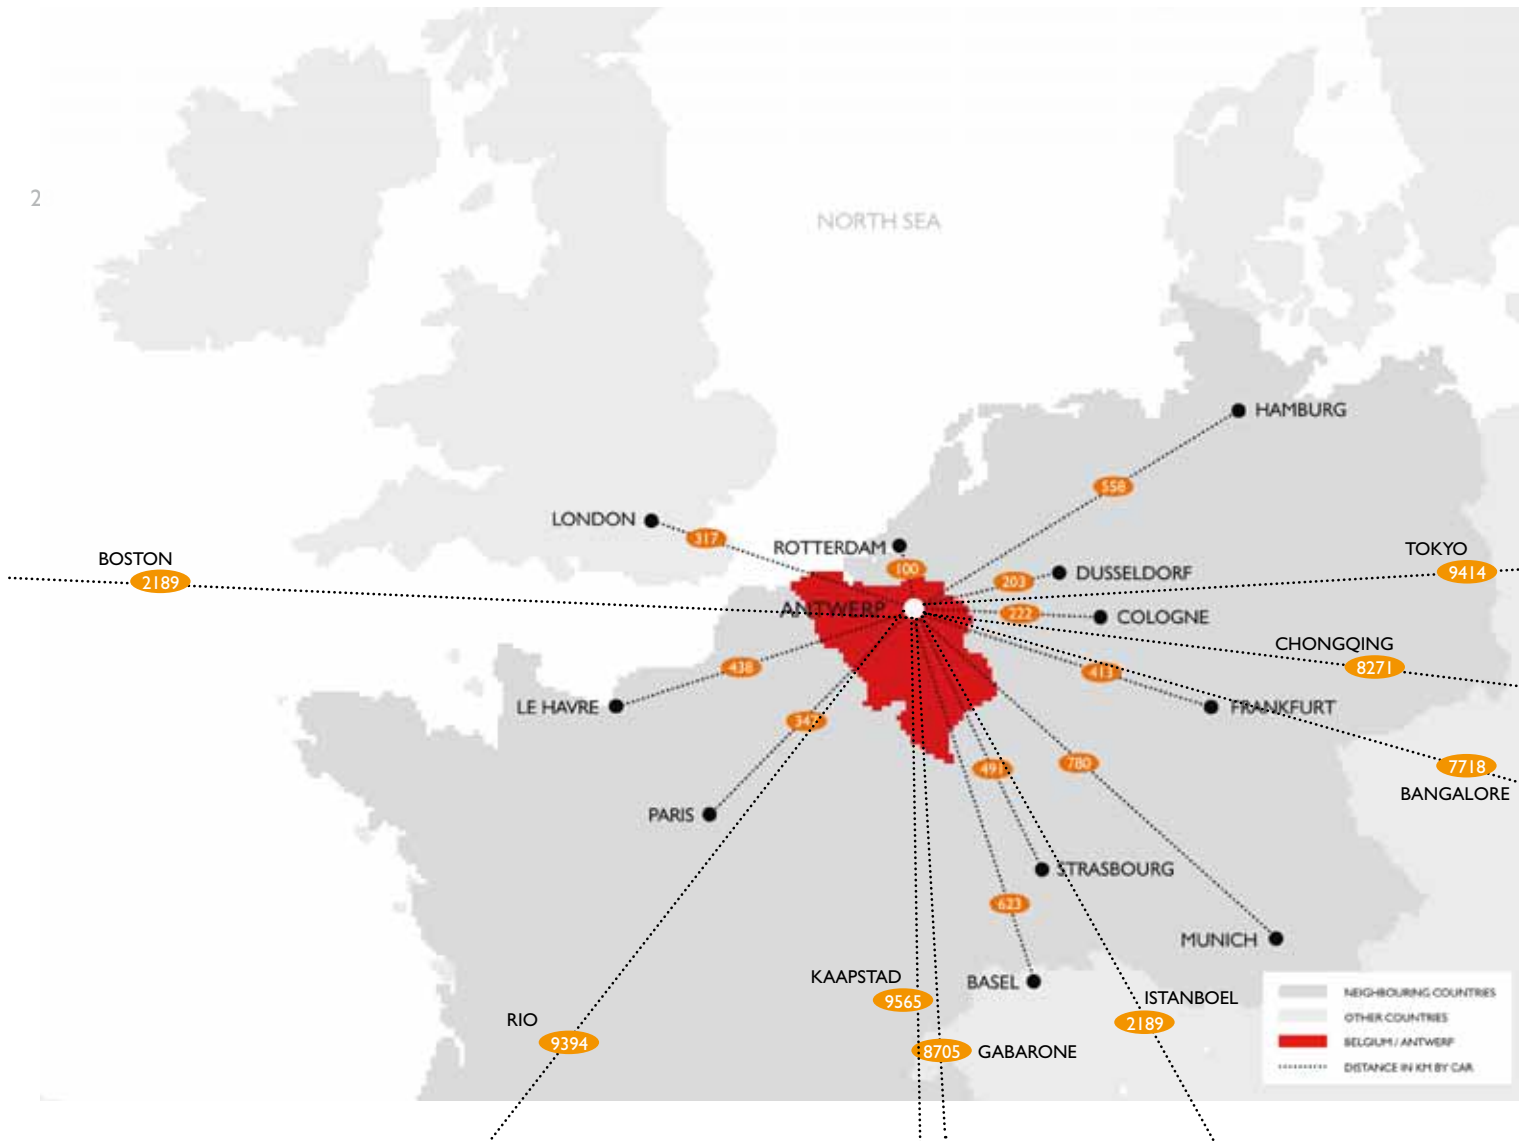 2
NORTH SEA
HAMBURG
558
LONDON
317
ROTTERDAM
100
BOSTON
2189
TOKYO
9414
203
DUSSELDORF
ANTWERP
222
COLOGNE
CHONGQING
8271
438
413
LE HAVRE
FRANKFURT
780
491
7718
BANGALORE
PARIS
STRASBOURG
623
MUNICH
KAAPSTAD
9565
BASEL
ISTANBOEL
2189
RIO
9394
8705
GABARONE
NEIGHBOURING COUNTRIES
OTHER COUNTRIES
BELGIUM / ANTWERP
DISTANCE IN KM BY CAR